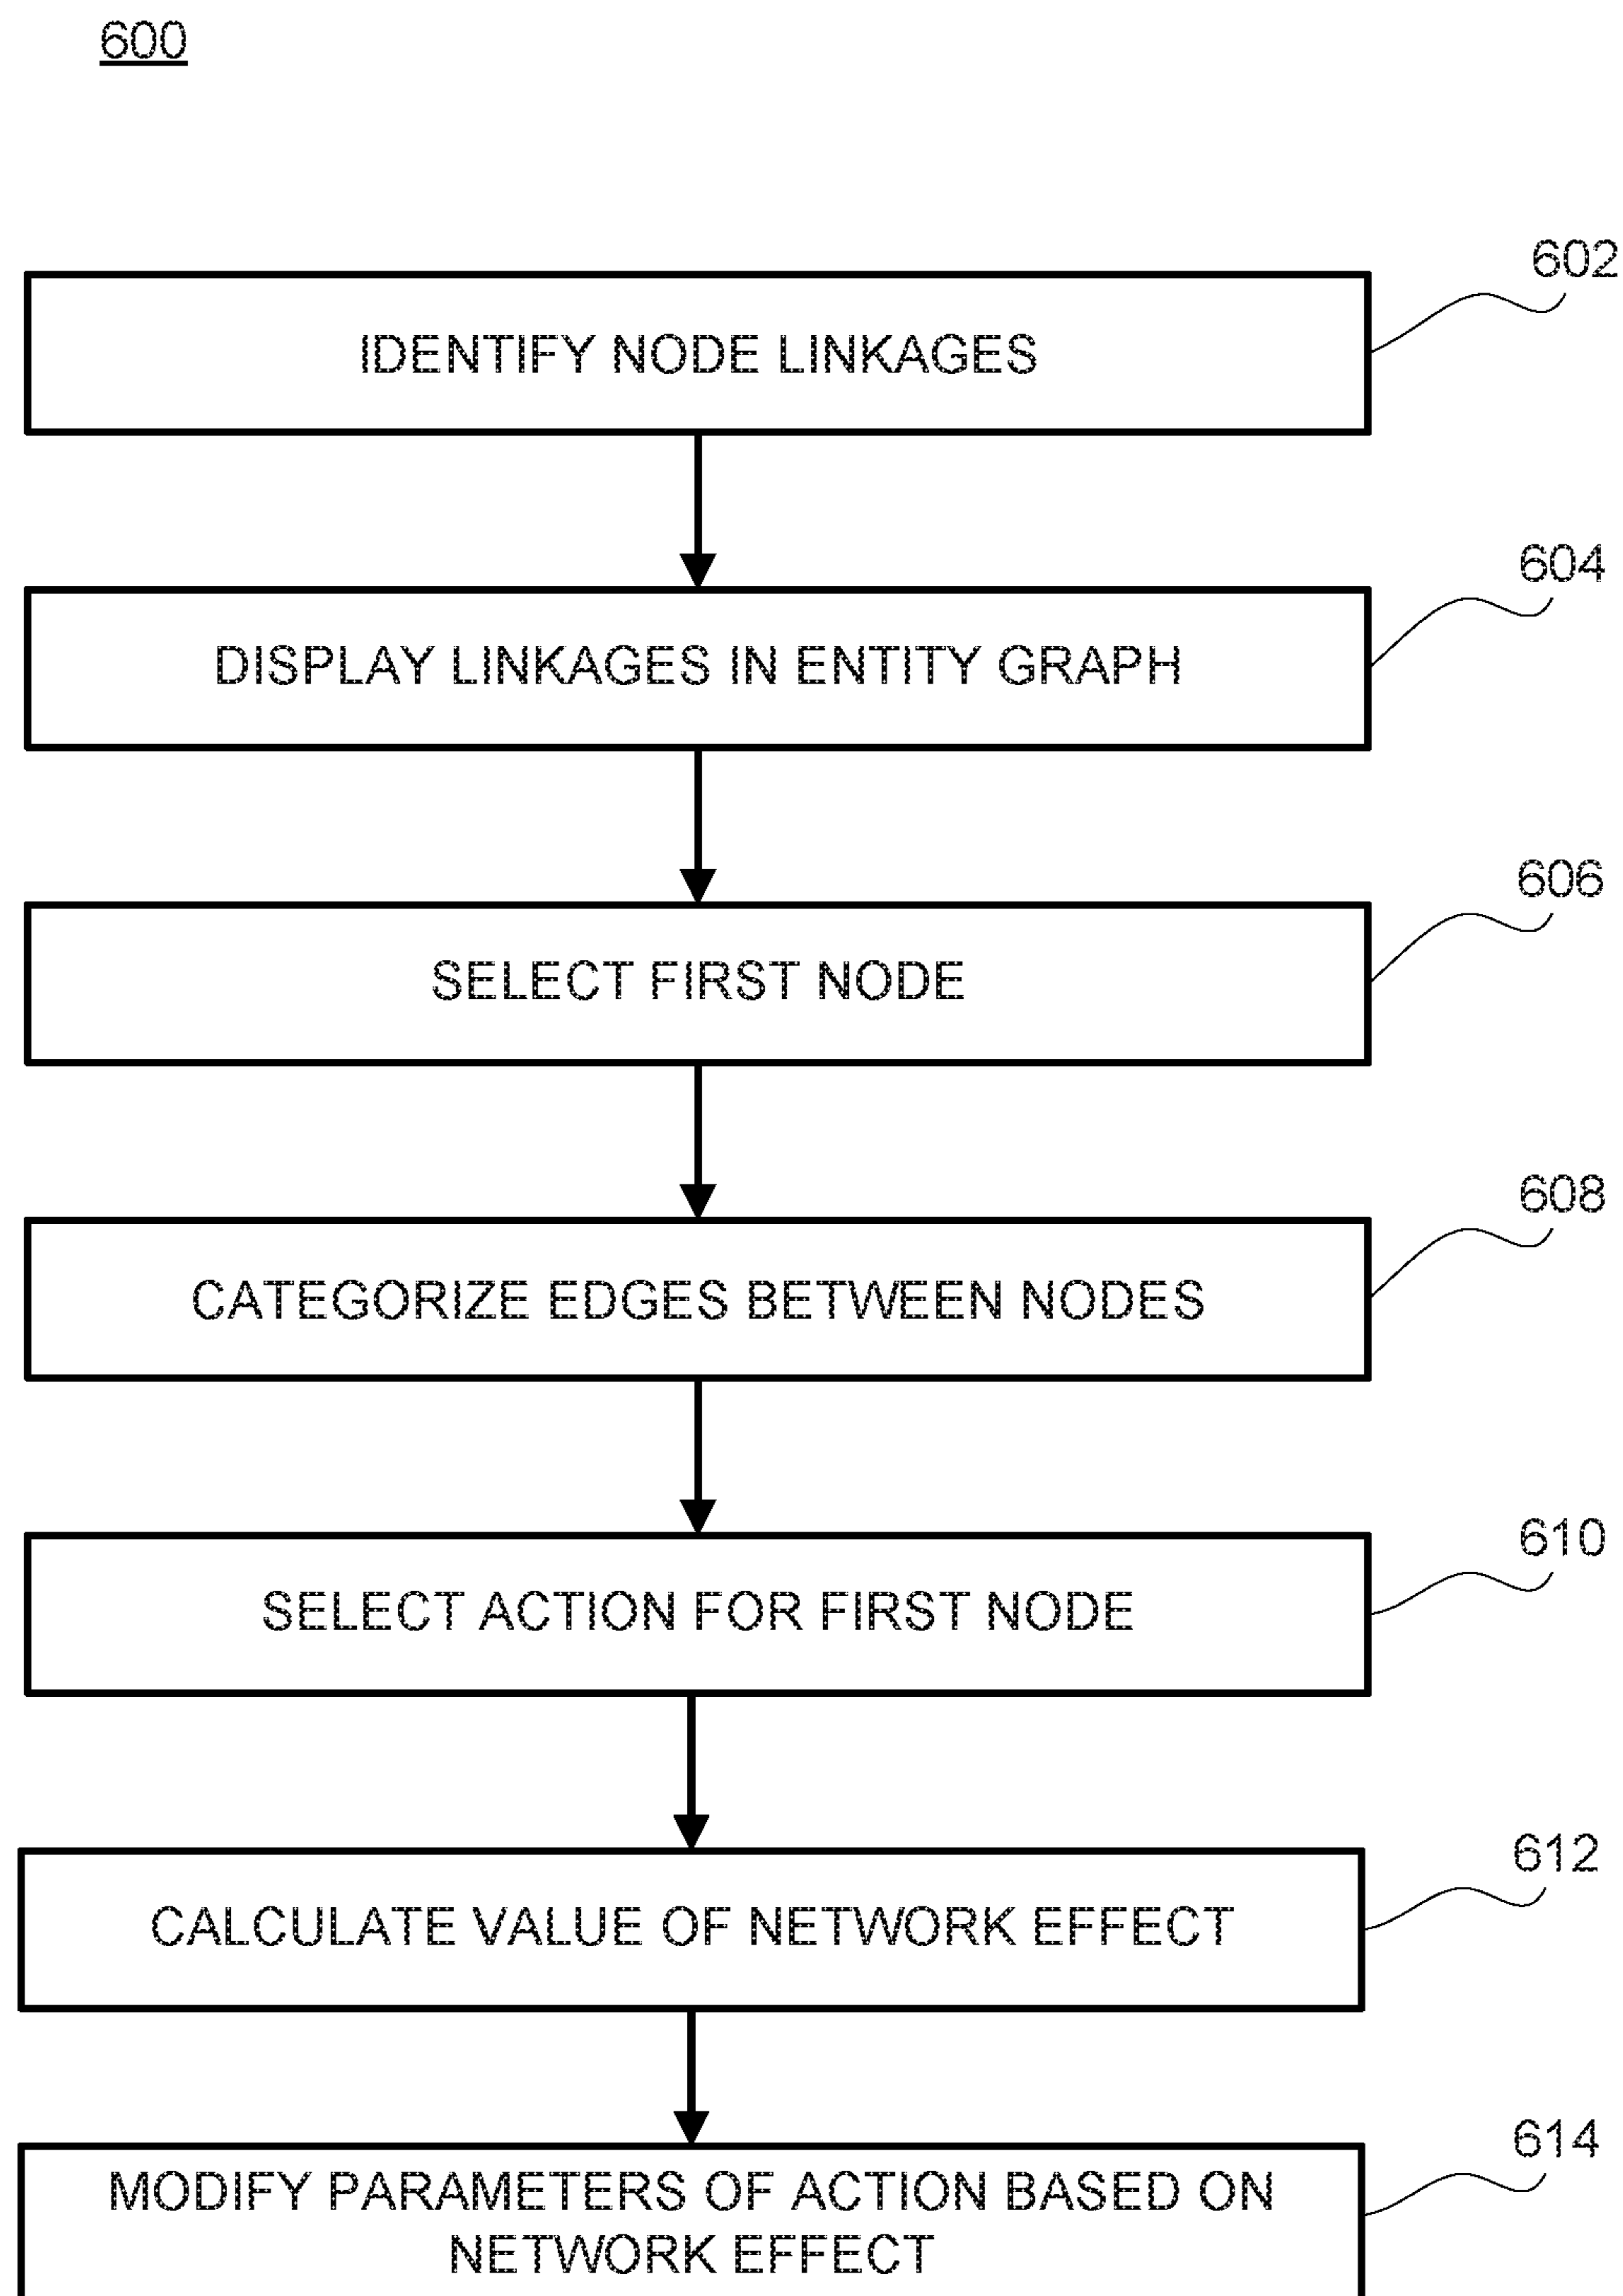 600
602
IDENTIFY NODE LINKAGES
604
DISPLAY LINKAGES IN ENTITY GRAPH
606
SELECT FIRST NODE
608
CATEGORIZE EDGES BETWEEN NODES
610
SELECT ACTION FOR FIRST NODE
612
CALCULATE VALUE OF NETWORK EFFECT
614
MODIFY PARAMETERS OF ACTION BASED ON
NETWORK EFFECT